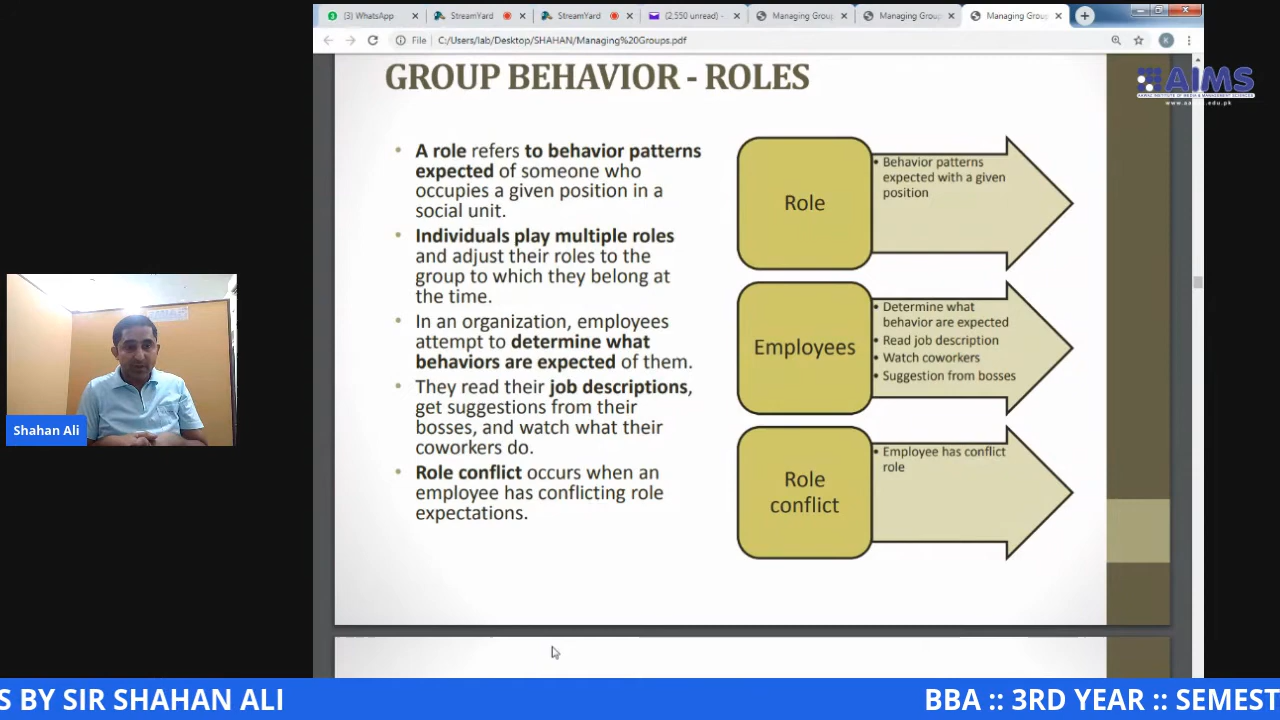 (3) WhatsApp
StreamYard
StreamYard
(2,550 unread) -
Managing Group
Managing Group
Managing Group
File
C:/Users/lab/Desktop/SHAHAN/Managing%20Groups.pdf
K
AIMS
www.aa
.edu.pk
GROUP BEHAVIOR - ROLES
• A role refers to behavior patterns
expected of someone who
occupies a given position in a
social unit.
• Individuals play multiple roles
and adjust their roles to the
group to which they belong at
the time.
• In an organization, employees
attempt to determine what
behaviors are expected of them.
• They read their job descriptions,
get suggestions from their
bosses, and watch what their
coworkers do.
• Role conflict occurs when an
employee has conflicting role
expectations.
Role
• Behavior patterns
expected with a given
position
Employees
• Determine what
behavior are expected
• Read job description
• Watch coworkers
• Suggestion from bosses
Role
conflict
• Employee has conflict
role
Shahan Ali
S BY SIR SHAHAN ALI
BBA :: 3RD YEAR :: SEMEST